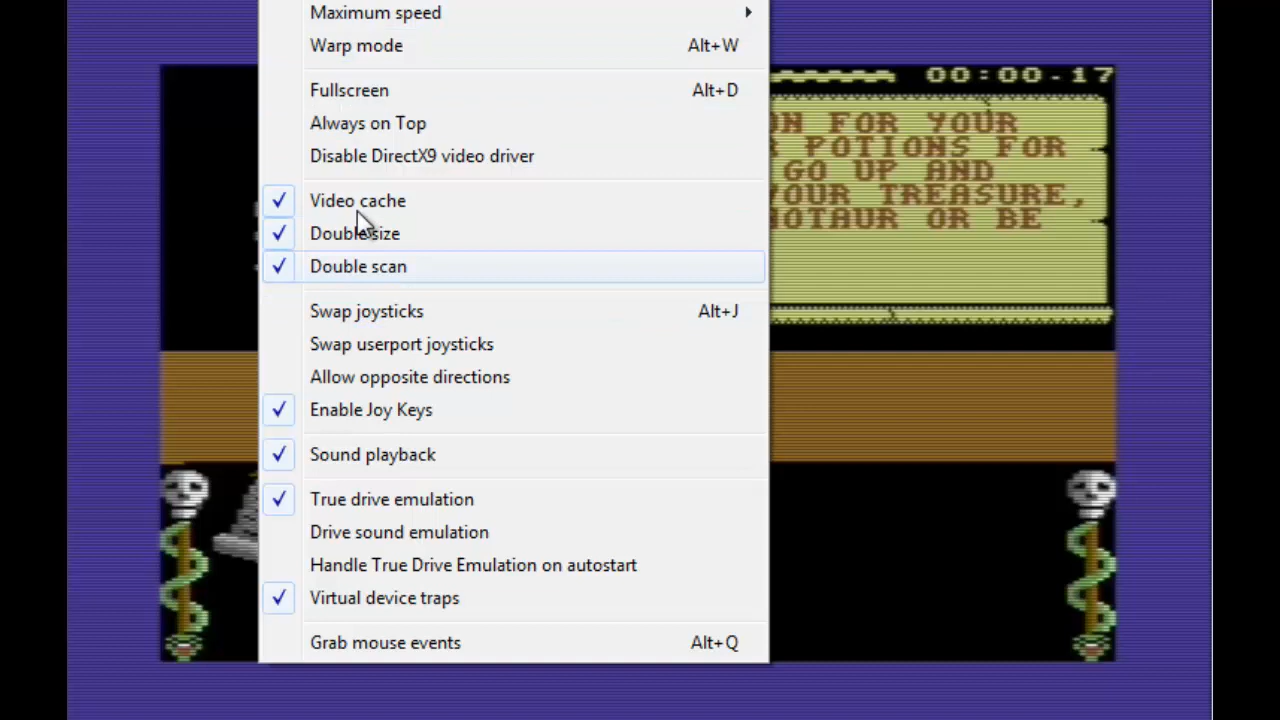 Maximum speed
Warp mode Alt+W
Fullscreen Alt+D
Always on Top
Disable DirectX9 video driver
Video cache
Double size
Double scan
Swap joysticks Alt+J
Swap userport joysticks
Allow opposite directions
Enable Joy Keys
Sound playback
True drive emulation
Drive sound emulation
Handle True Drive Emulation on autostart
Virtual device traps
Grab mouse events Alt+Q
00:00.17
ON FOR YOUR
R POTIONS FOR
GO UP AND
YOUR TREASURE,
NOTAUR OR BE